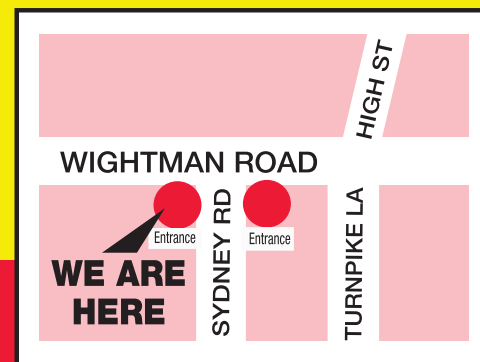 HIGH ST
WIGHTMAN ROAD
Entrance
SYDNEY RD
Entrance
TURNPIKE LA
WE ARE
HERE